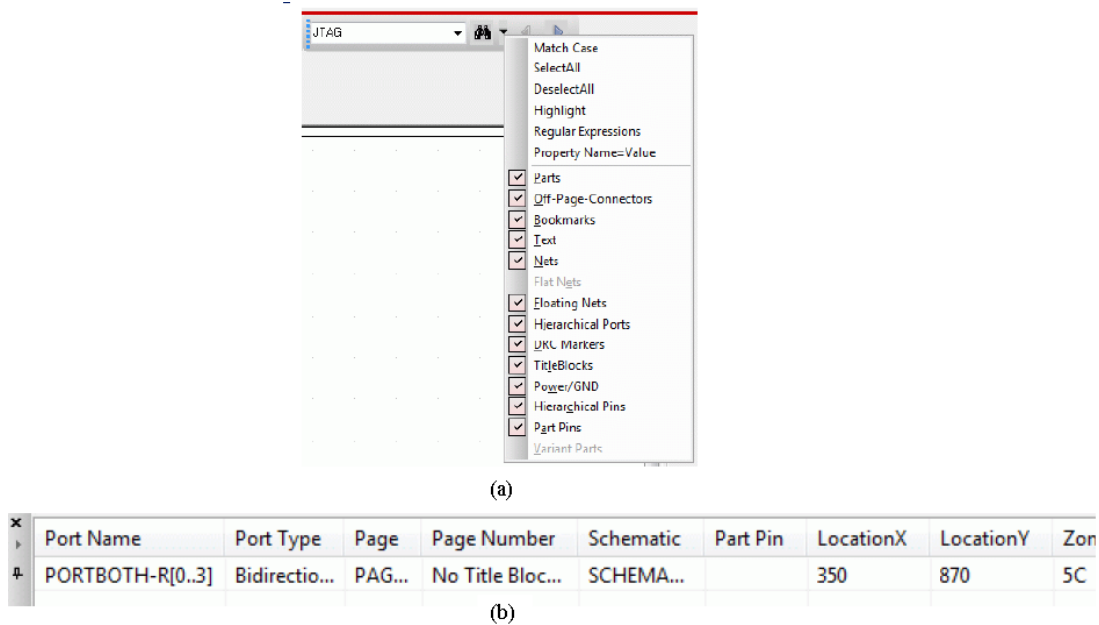 JTAG
Match Case
SelectAll
DeselectAll
Highlight
Regular Expressions
Property Name=Value
Parts
Off-Page-Connectors
Bookmarks
Text
Nets
Flat Nets
Floating Nets
Hierarchical Ports
DRC Markers
TitleBlocks
Power/GND
Hierarchical Pins
Part Pins
Variant Parts
(a)
Port Name Port Type Page Page Number Schematic Part Pin LocationX LocationY Zon
PORTBOTH-R[0..3] Bidirectio... PAG... No Title Bloc... SCHEMA... 350 870 5C
(b)